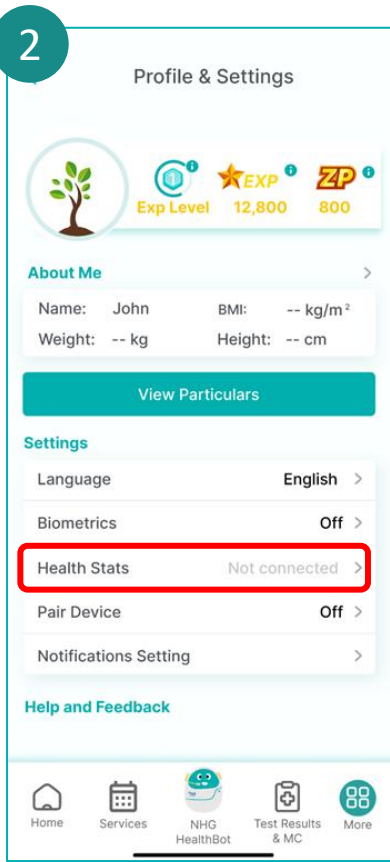 2
Profile & Settings
1
EXP
ZP
Exp Level 12,800 800
About Me
Name: John BMI: -- kg/m²
Weight: -- kg Height: -- cm
View Particulars
Settings
Language English
Biometrics Off
Health Stats Not connected
Pair Device Off
Notifications Setting
Help and Feedback
Home Services NHG HealthBot Test Results & MC More